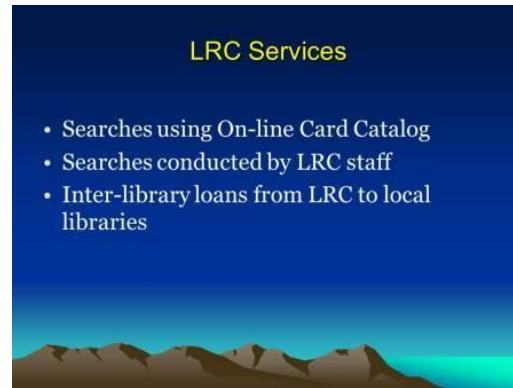 LRC Services
• Searches using On-line Card Catalog
• Searches conducted by LRC staff
• Inter-library loans from LRC to local
libraries